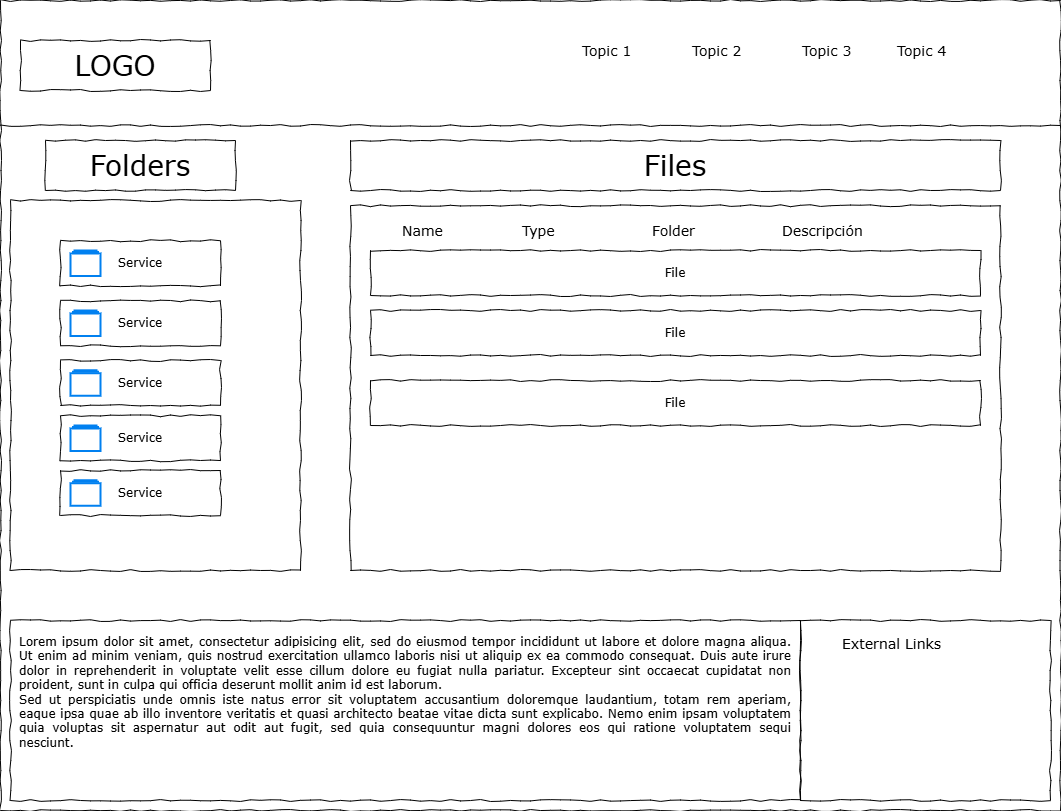 LOGO
Topic 1 Topic 2 Topic 3 Topic 4
Folders
Files
Name Type Folder Descripción
Service
Service
Service
Service
Service
File
File
File
Lorem ipsum dolor sit amet, consectetur adipisicing elit, sed do eiusmod tempor incididunt ut labore et dolore magna aliqua.
Ut enim ad minim veniam, quis nostrud exercitation ullamco laboris nisi ut aliquip ex ea commodo consequat. Duis aute irure
dolor in reprehenderit in voluptate velit esse cillum dolore eu fugiat nulla pariatur. Excepteur sint occaecat cupidatat non
proident, sunt in culpa qui officia deserunt mollit anim id est laborum.
Sed ut perspiciatis unde omnis iste natus error sit voluptatem accusantium doloremque laudantium, totam rem aperiam,
eaque ipsa quae ab illo inventore veritatis et quasi architecto beatae vitae dicta sunt explicabo. Nemo enim ipsam voluptatem
quia voluptas sit aspernatur aut odit aut fugit, sed quia consequuntur magni dolores eos qui ratione voluptatem sequi
nesciunt.
External Links